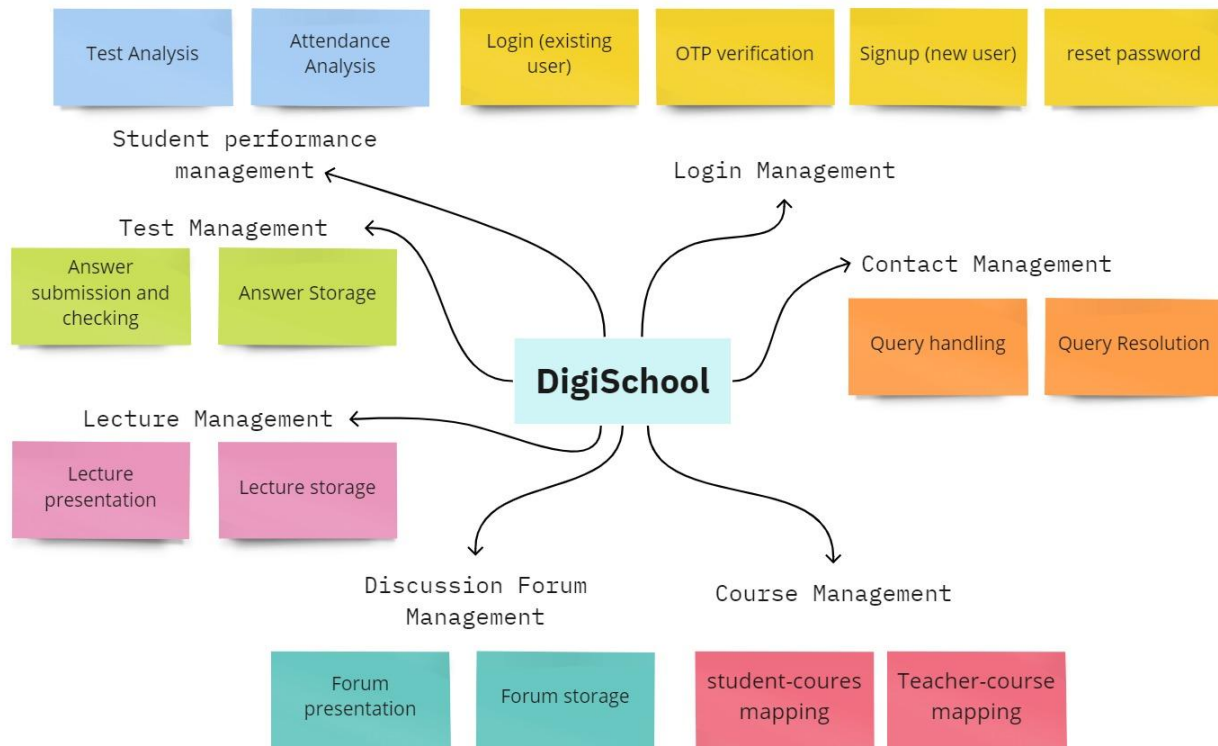 Test Analysis
Attendance
Analysis
Login (existing
user)
OTP verification
Signup (new user)
reset password
Student performance
management
Login Management
Test Management
Answer
submission and
checking
Answer Storage
Contact Management
Query handling
Query Resolution
DigiSchool
Lecture Management
Lecture
presentation
Lecture storage
Discussion Forum
Management
Course Management
Forum
presentation
Forum storage
student-coures
mapping
Teacher-course
mapping